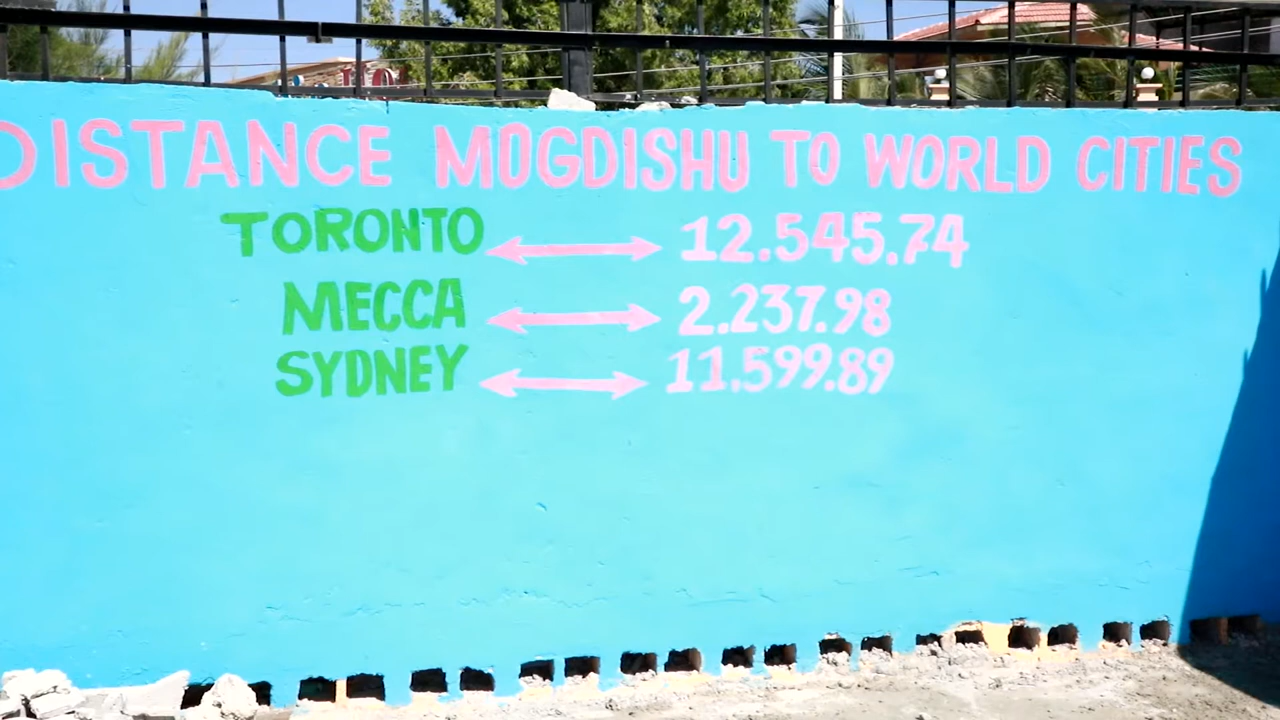 DISTANCE MOGDISHU TO WORLD CITIES
TORONTO 12.545.74
MECCA 2.237.98
SYDNEY 11.599.89